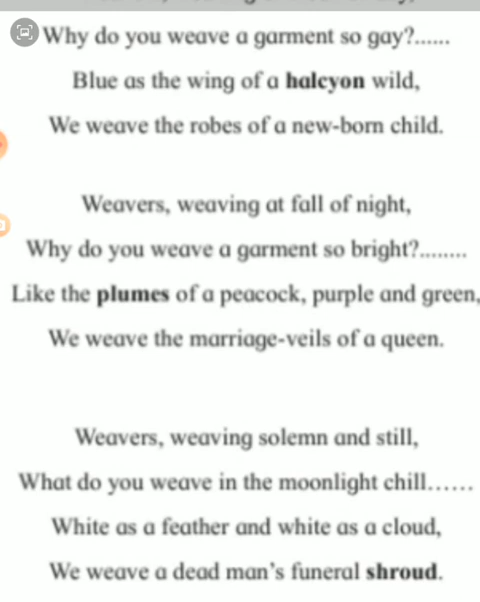 Why do you weave a garment so gay?......
Blue as the wing of a halcyon wild,
We weave the robes of a new-born child.
Weavers, weaving at fall of night,
Why do you weave a garment so bright?........
Like the plumes of a peacock, purple and green,
We weave the marriage-veils of a queen.
Weavers, weaving solemn and still,
What do you weave in the moonlight chill......
White as a feather and white as a cloud,
We weave a dead man's funeral shroud.